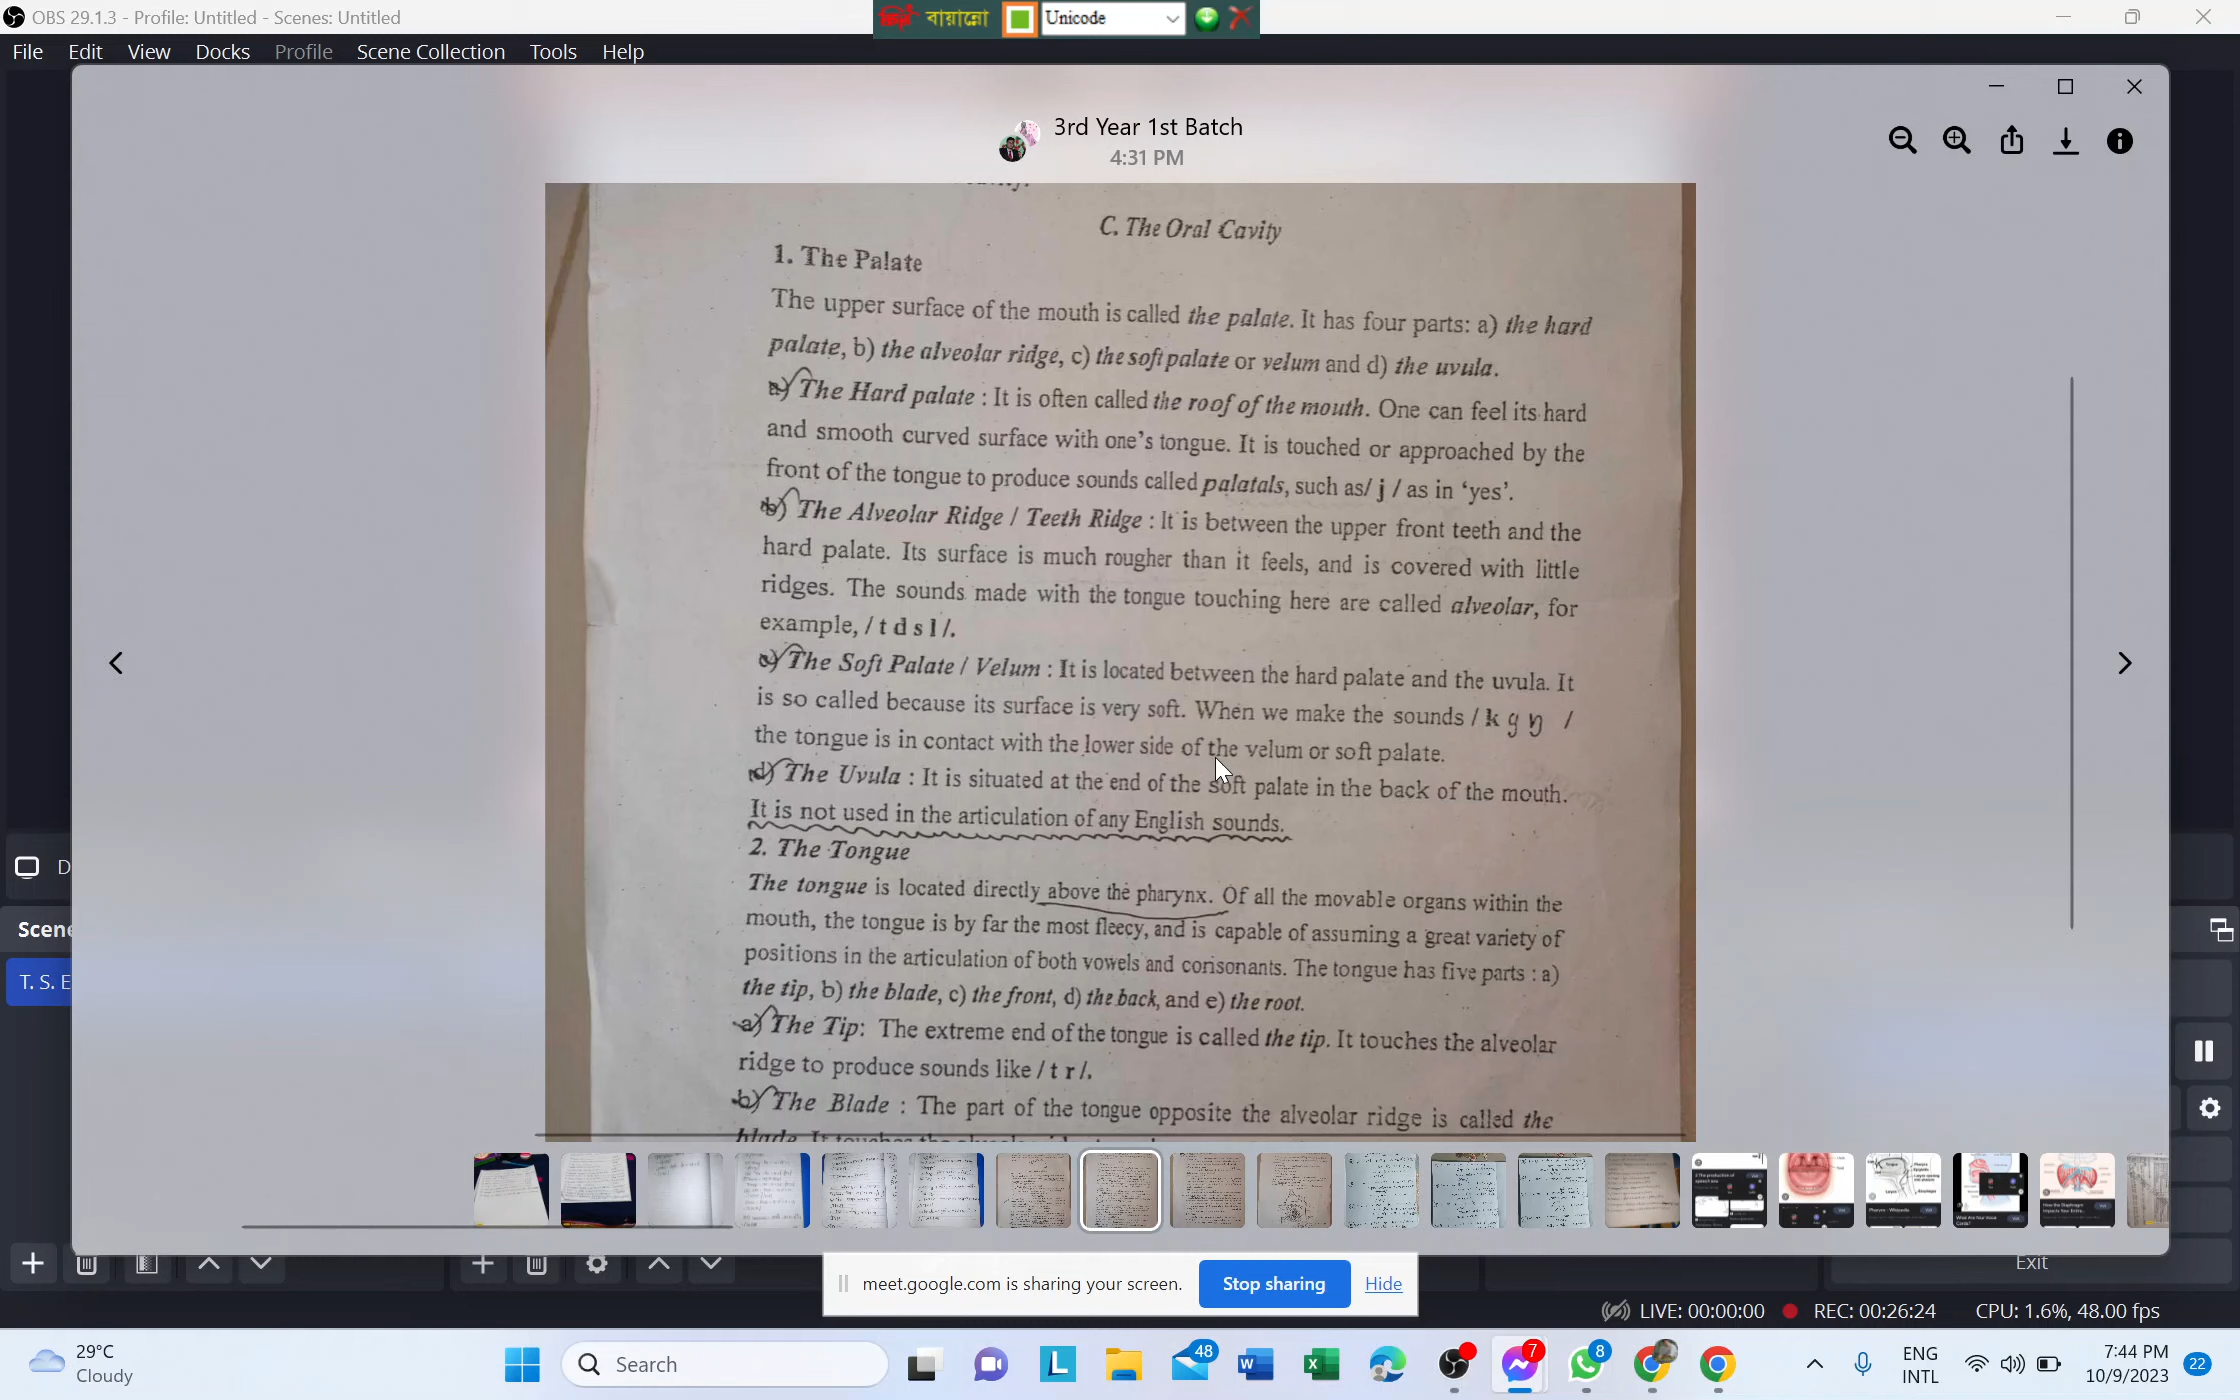 OBS 29.1.3 - Profile: Untitled - Scenes: Untitled
বায়ান্নো
Unicode
File Edit View Docks Profile Scene Collection Tools Help
3rd Year 1st Batch
4:31 PM
C. The Oral Cavity
1. The Palate
The upper surface of the mouth is called the palate. It has four parts: a) the hard
palate, b) the alveolar ridge, c) the soft palate or velum and d) the uvula.
a) The Hard palate : It is often called the roof of the mouth. One can feel its hard
and smooth curved surface with one's tongue. It is touched or approached by the
front of the tongue to produce sounds called palatals, such as/ j / as in ‘yes’.
b) The Alveolar Ridge / Teeth Ridge : It is between the upper front teeth and the
hard palate. Its surface is much rougher than it feels, and is covered with little
ridges. The sounds made with the tongue touching here are called alveolar, for
example, / t d s l /.
c) The Soft Palate / Velum : It is located between the hard palate and the uvula. It
is so called because its surface is very soft. When we make the sounds / k g ŋ /
the tongue is in contact with the lower side of the velum or soft palate.
d) The Uvula : It is situated at the end of the soft palate in the back of the mouth.
It is not used in the articulation of any English sounds.
2. The Tongue
The tongue is located directly above the pharynx. Of all the movable organs within the
mouth, the tongue is by far the most fleecy, and is capable of assuming a great variety of
positions in the articulation of both vowels and consonants. The tongue has five parts : a)
the tip, b) the blade, c) the front, d) the back, and e) the root.
a) The Tip: The extreme end of the tongue is called the tip. It touches the alveolar
ridge to produce sounds like / t r /.
b) The Blade : The part of the tongue opposite the alveolar ridge is called the
D
Scene
T. S. E
Exit
meet.google.com is sharing your screen. Stop sharing Hide
LIVE: 00:00:00 REC: 00:26:24 CPU: 1.6%, 48.00 fps
29°C
Cloudy
Search
48
7
8
ENG
INTL
7:44 PM
10/9/2023
22